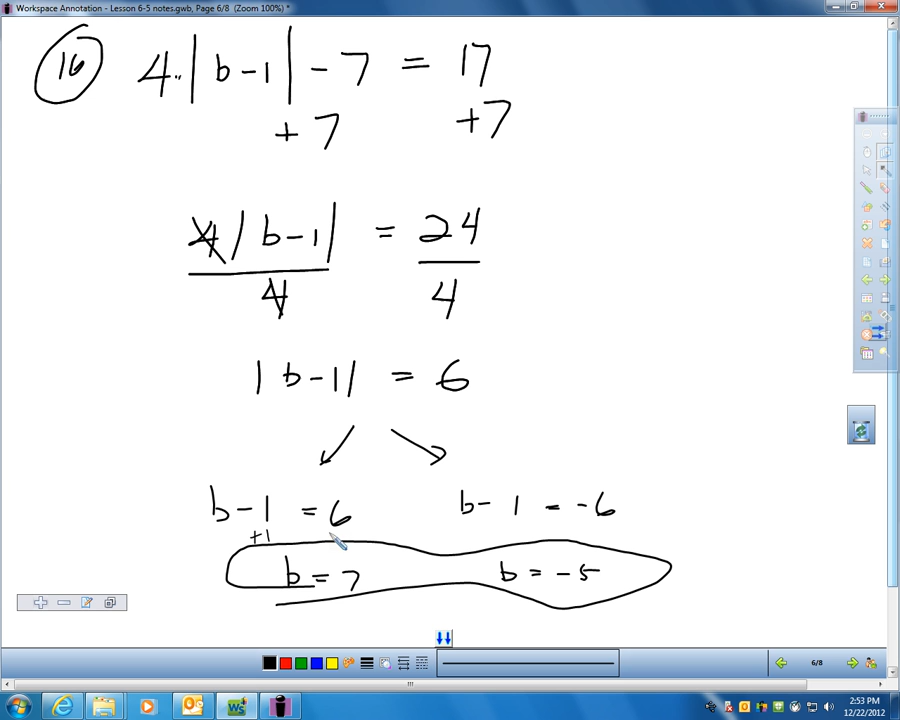 Workspace Annotation - Lesson 6-5 notes.gwb, Page 6/8 (Zoom 100%) *
16 4·|b-1| - 7 = 17
+7 +7
4|b-1| = 24
4 4
|b-1| = 6
b-1 = 6 b-1 = -6
+1
b = 7 b = -5
6/8
2:53 PM
12/22/2012